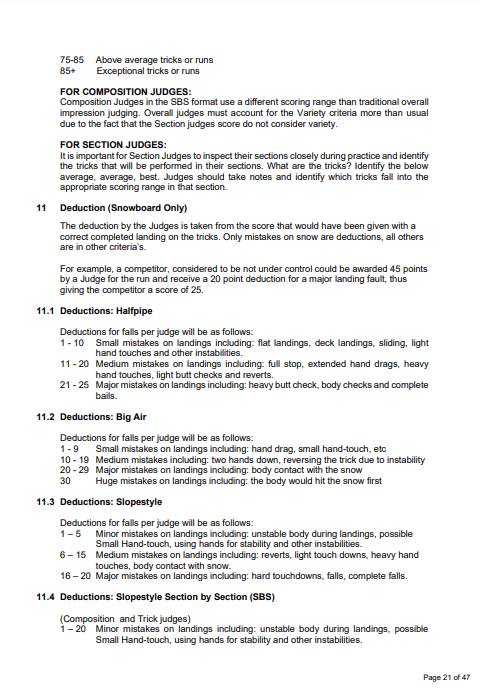 75-85 Above average tricks or runs
85+ Exceptional tricks or runs
FOR COMPOSITION JUDGES:
Composition Judges in the SBS format use a different scoring range than traditional overall
impression judging. Overall judges must account for the Variety criteria more than usual
due to the fact that the Section judges score do not consider variety.
FOR SECTION JUDGES:
It is important for Section Judges to inspect their sections closely during practice and identify
the tricks that will be performed in their sections. What are the tricks? Identify the below
average, average, best. Judges should take notes and identify which tricks fall into the
appropriate scoring range in that section.
11 Deduction (Snowboard Only)
The deduction by the Judges is taken from the score that would have been given with a
correct completed landing on the tricks. Only mistakes on snow are deductions, all others
are in other criteria's.
For example, a competitor, considered to be not under control could be awarded 45 points
by a Judge for the run and receive a 20 point deduction for a major landing fault, thus
giving the competitor a score of 25.
11.1 Deductions: Halfpipe
Deductions for falls per judge will be as follows:
1 - 10 Small mistakes on landings including: flat landings, deck landings, sliding, light
hand touches and other instabilities.
11 - 20 Medium mistakes on landings including: full stop, extended hand drags, heavy
hand touches, light butt checks and reverts.
21 - 25 Major mistakes on landings including: heavy butt check, body checks and complete
bails.
11.2 Deductions: Big Air
Deductions for falls per judge will be as follows:
1 - 9 Small mistakes on landings including: hand drag, small hand-touch, etc
10 - 19 Medium mistakes including: two hands down, reversing the trick due to instability
20 - 29 Major mistakes on landings including: body contact with the snow
30 Huge mistakes on landings including: the body would hit the snow first
11.3 Deductions: Slopestyle
Deductions for falls per judge will be as follows:
1 – 5 Minor mistakes on landings including: unstable body during landings, possible
Small Hand-touch, using hands for stability and other instabilities.
6 – 15 Medium mistakes on landings including: reverts, light touch downs, heavy hand
touches, body contact with snow.
16 – 20 Major mistakes on landings including: hard touchdowns, falls, complete falls.
11.4 Deductions: Slopestyle Section by Section (SBS)
(Composition and Trick judges)
1 – 20 Minor mistakes on landings including: unstable body during landings, possible
Small Hand-touch, using hands for stability and other instabilities.
Page 21 of 47